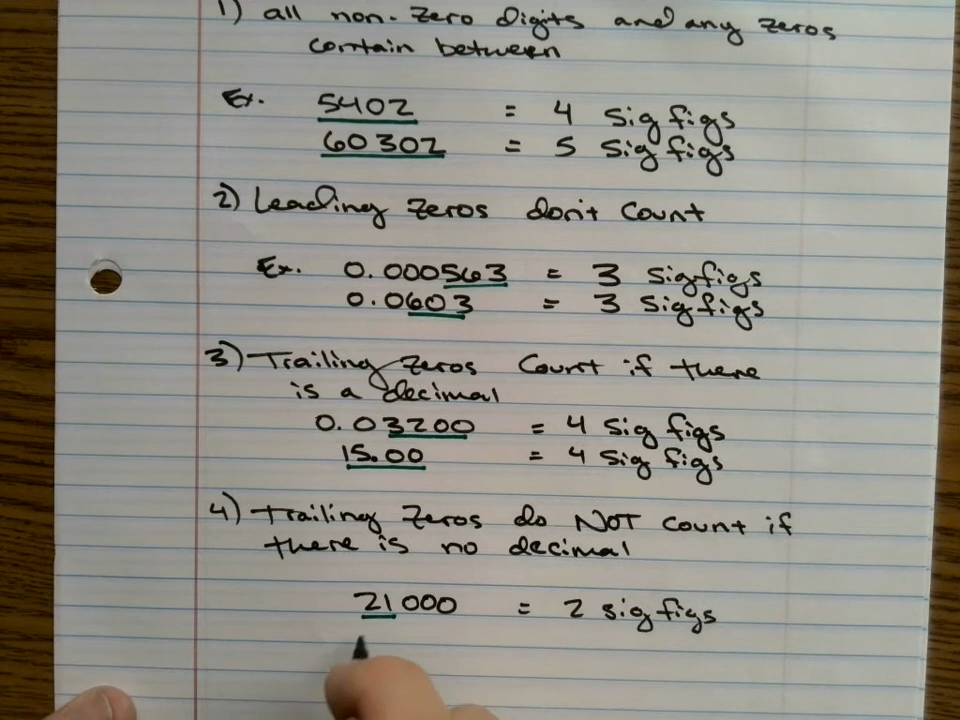 1) all non-zero digits and any zeros
contain between
Ex. 5402 = 4 sig figs
60302 = 5 sig figs
2) Leading zeros don't count
Ex. 0.000563 = 3 sigfigs
0.0603 = 3 sig figs
3) Trailing zeros count if there
is a decimal
0.03200 = 4 sig figs
15.00 = 4 sig figs
4) Trailing zeros do NOT count if
there is no decimal
21000 = 2 sig figs